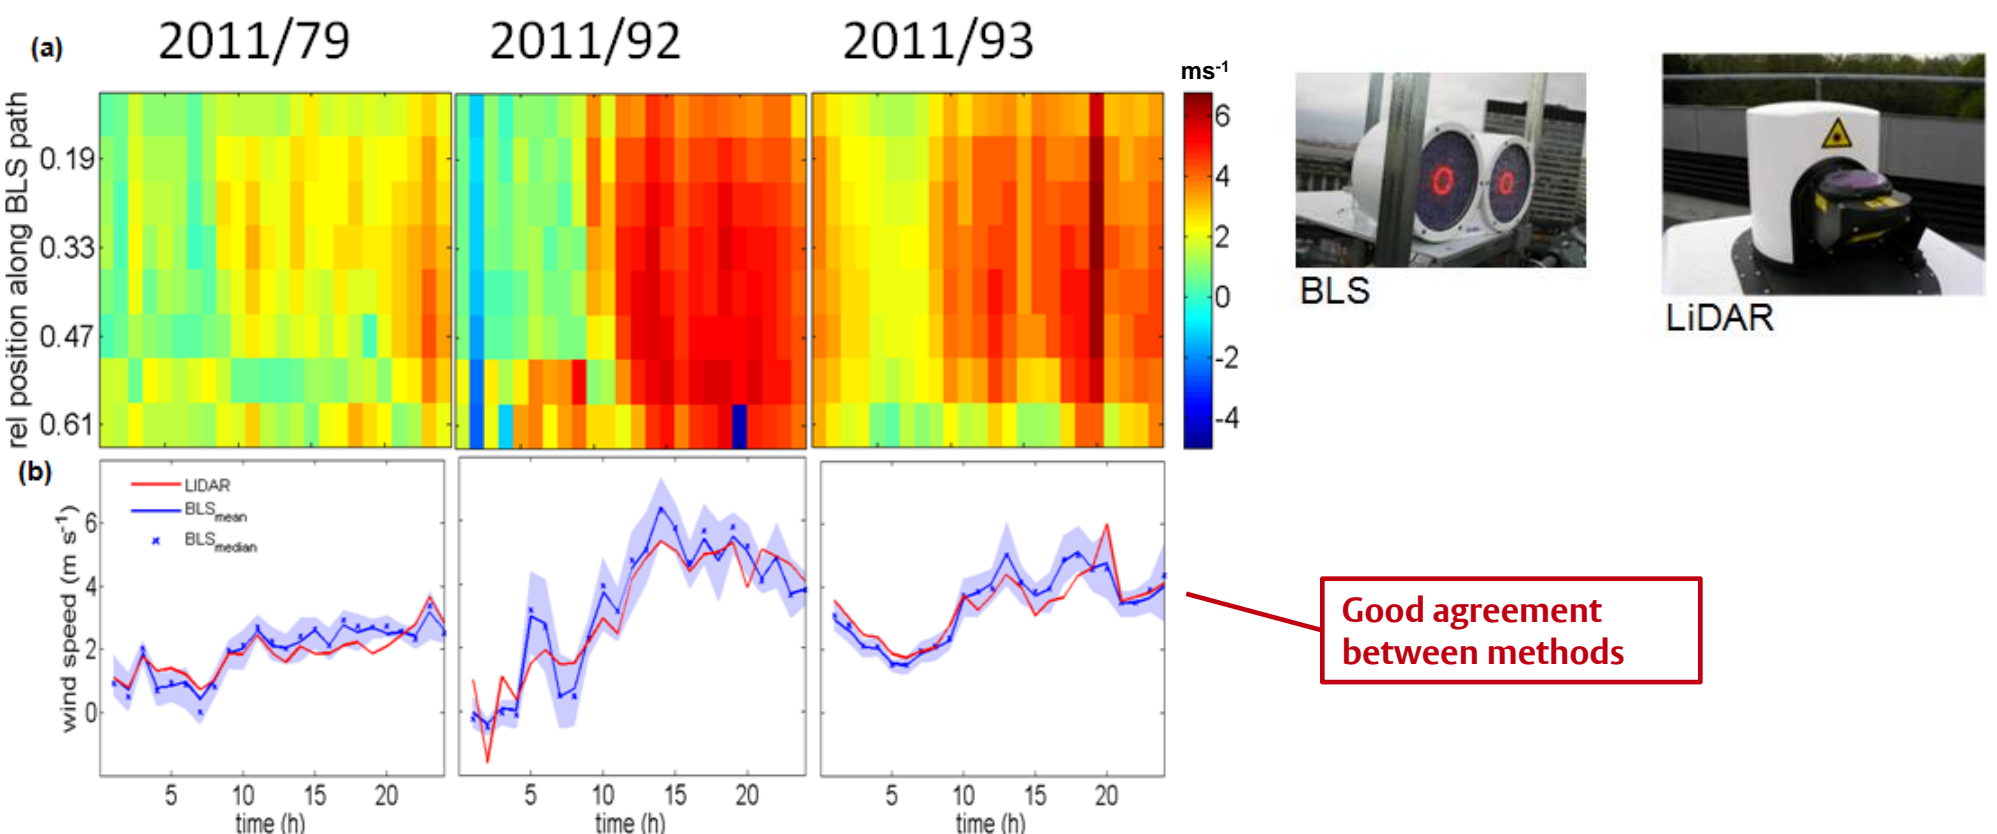 (a)
2011/79
2011/92
2011/93
ms-1
rel position along BLS path
0.19
0.33
0.47
0.61
6
4
2
0
-2
-4
BLS
LiDAR
(b)
LIDAR
BLSmean
BLSmedian
wind speed (m s-1)
6
4
2
0
5 10 15 20
time (h)
5 10 15 20
time (h)
5 10 15 20
time (h)
Good agreement
between methods